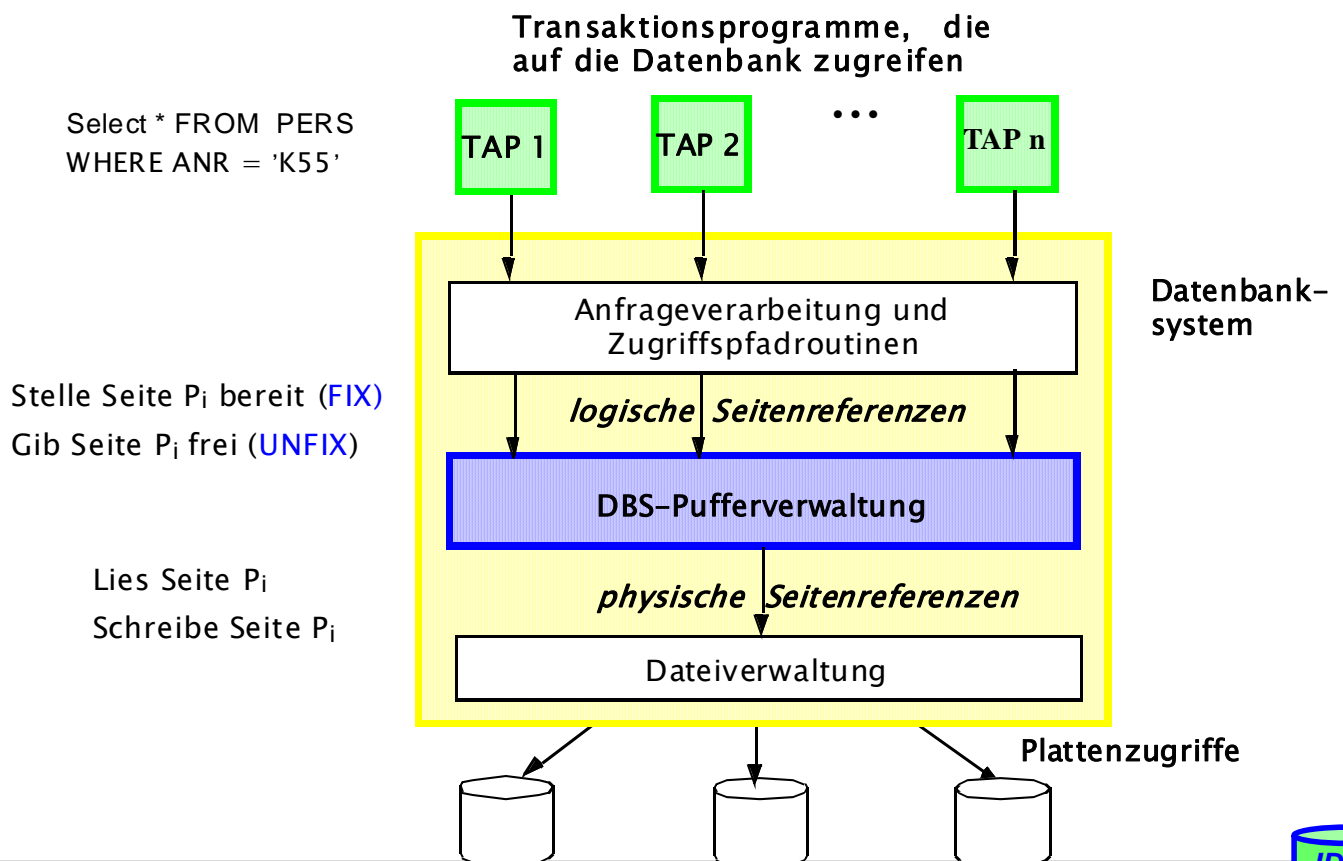 Transaktionsprogramme, die
auf die Datenbank zugreifen
Select * FROM PERS
WHERE ANR = 'K55'
TAP 1
TAP 2
...
TAP n
Anfrageverarbeitung und
Zugriffspfadroutinen
Datenbank-
system
Stelle Seite Pi bereit (FIX)
Gib Seite Pi frei (UNFIX)
logische Seitenreferenzen
DBS-Pufferverwaltung
Lies Seite Pi
Schreibe Seite Pi
physische Seitenreferenzen
Dateiverwaltung
Plattenzugriffe